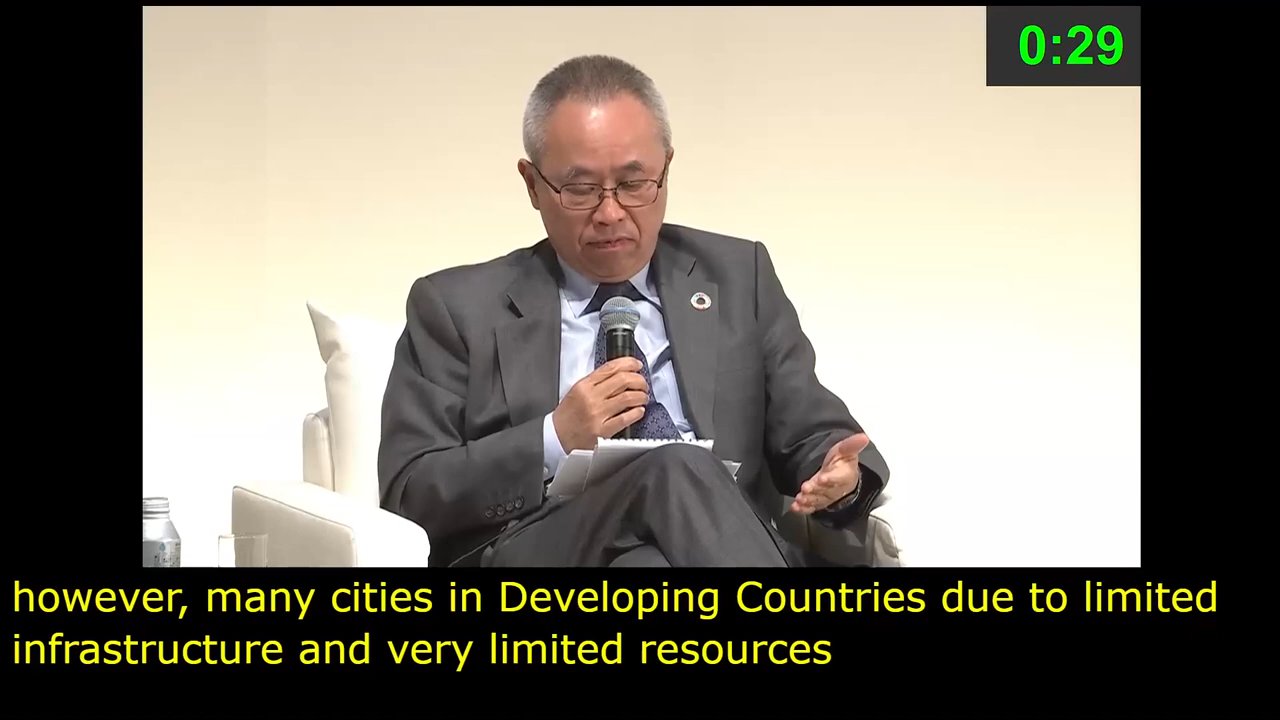 0:29
however, many cities in Developing Countries due to limited
infrastructure and very limited resources